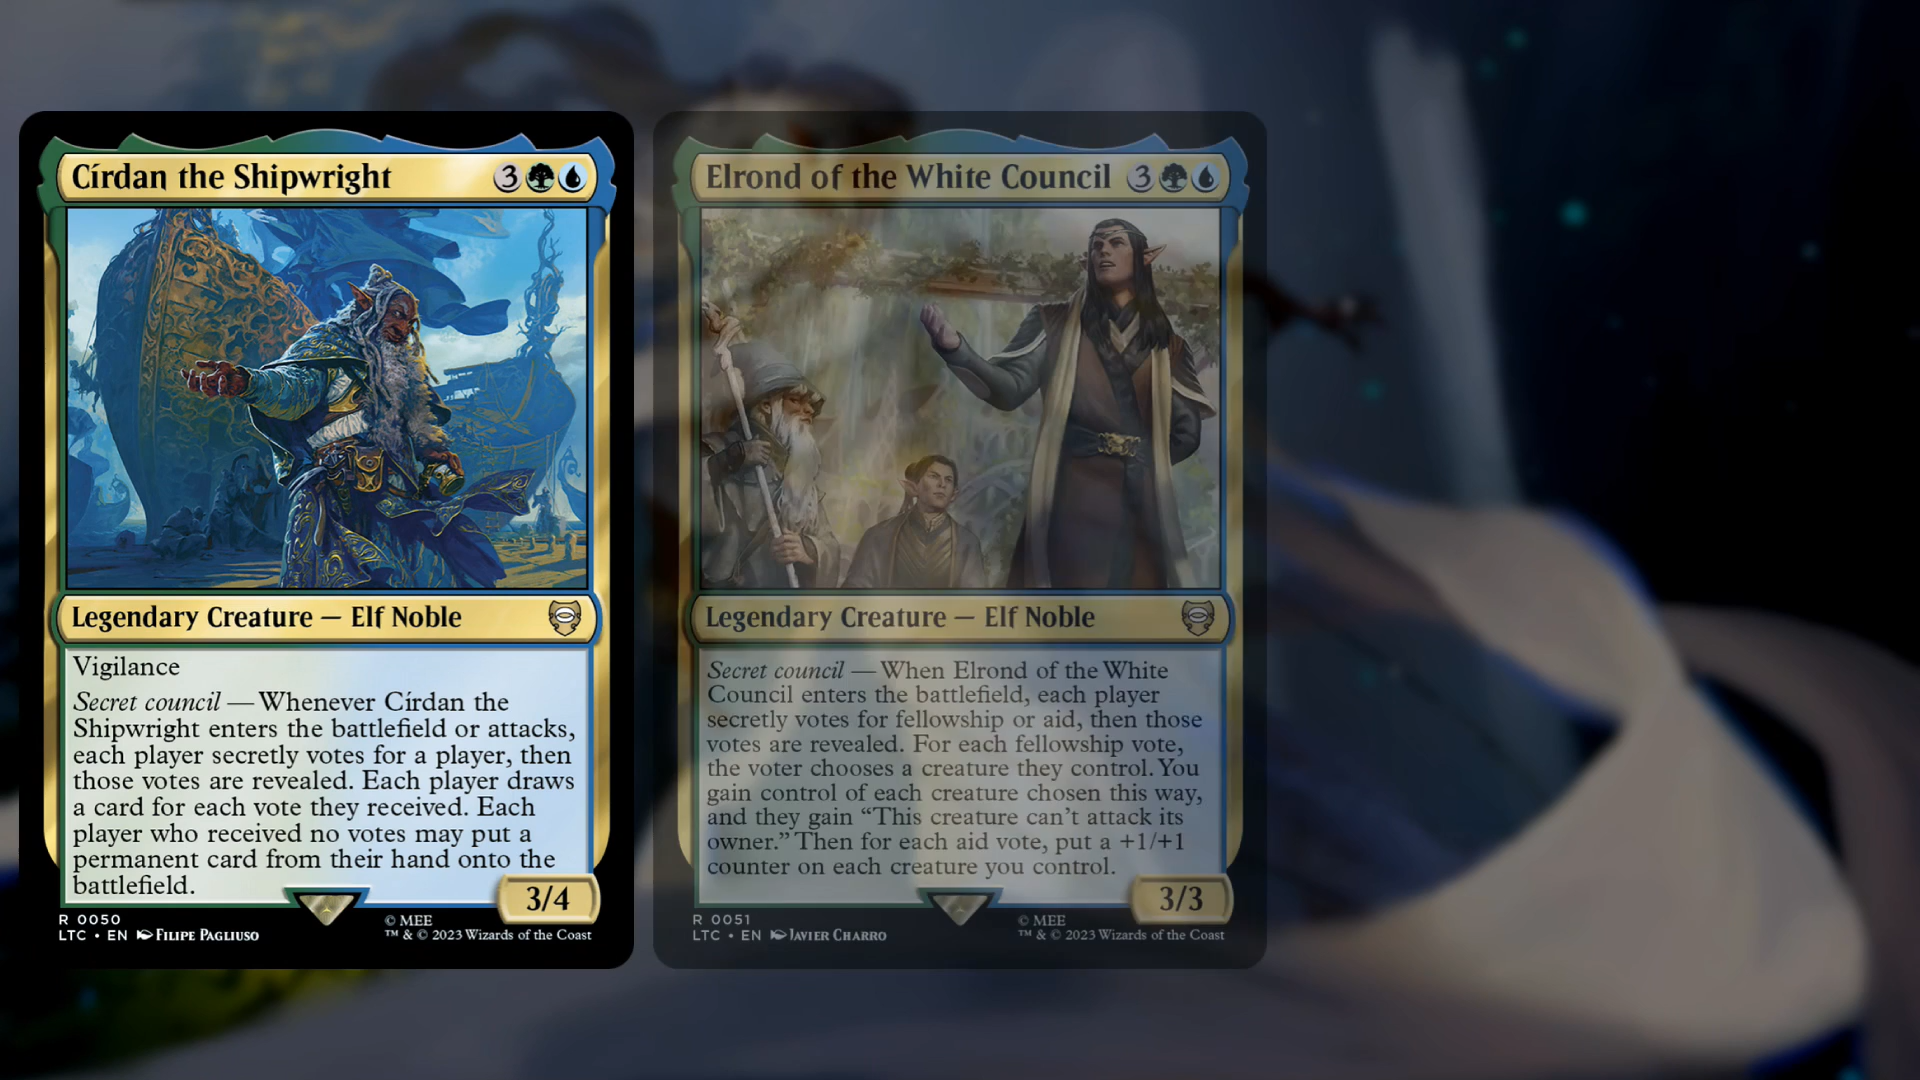 Círdan the Shipwright 3
Legendary Creature — Elf Noble
Vigilance
Secret council — Whenever Círdan the
Shipwright enters the battlefield or attacks,
each player secretly votes for a player, then
those votes are revealed. Each player draws
a card for each vote they received. Each
player who received no votes may put a
permanent card from their hand onto the
battlefield.
3/4
R 0050
LTC • EN Filipe Pagliuso
© MEE
™ & © 2023 Wizards of the Coast
Elrond of the White Council 3
Legendary Creature — Elf Noble
Secret council — When Elrond of the White
Council enters the battlefield, each player
secretly votes for fellowship or aid, then those
votes are revealed. For each fellowship vote,
the voter chooses a creature they control. You
gain control of each creature chosen this way,
and they gain “This creature can’t attack its
owner.” Then for each aid vote, put a +1/+1
counter on each creature you control.
3/3
R 0051
LTC • EN Javier Charro
© MEE
™ & © 2023 Wizards of the Coast